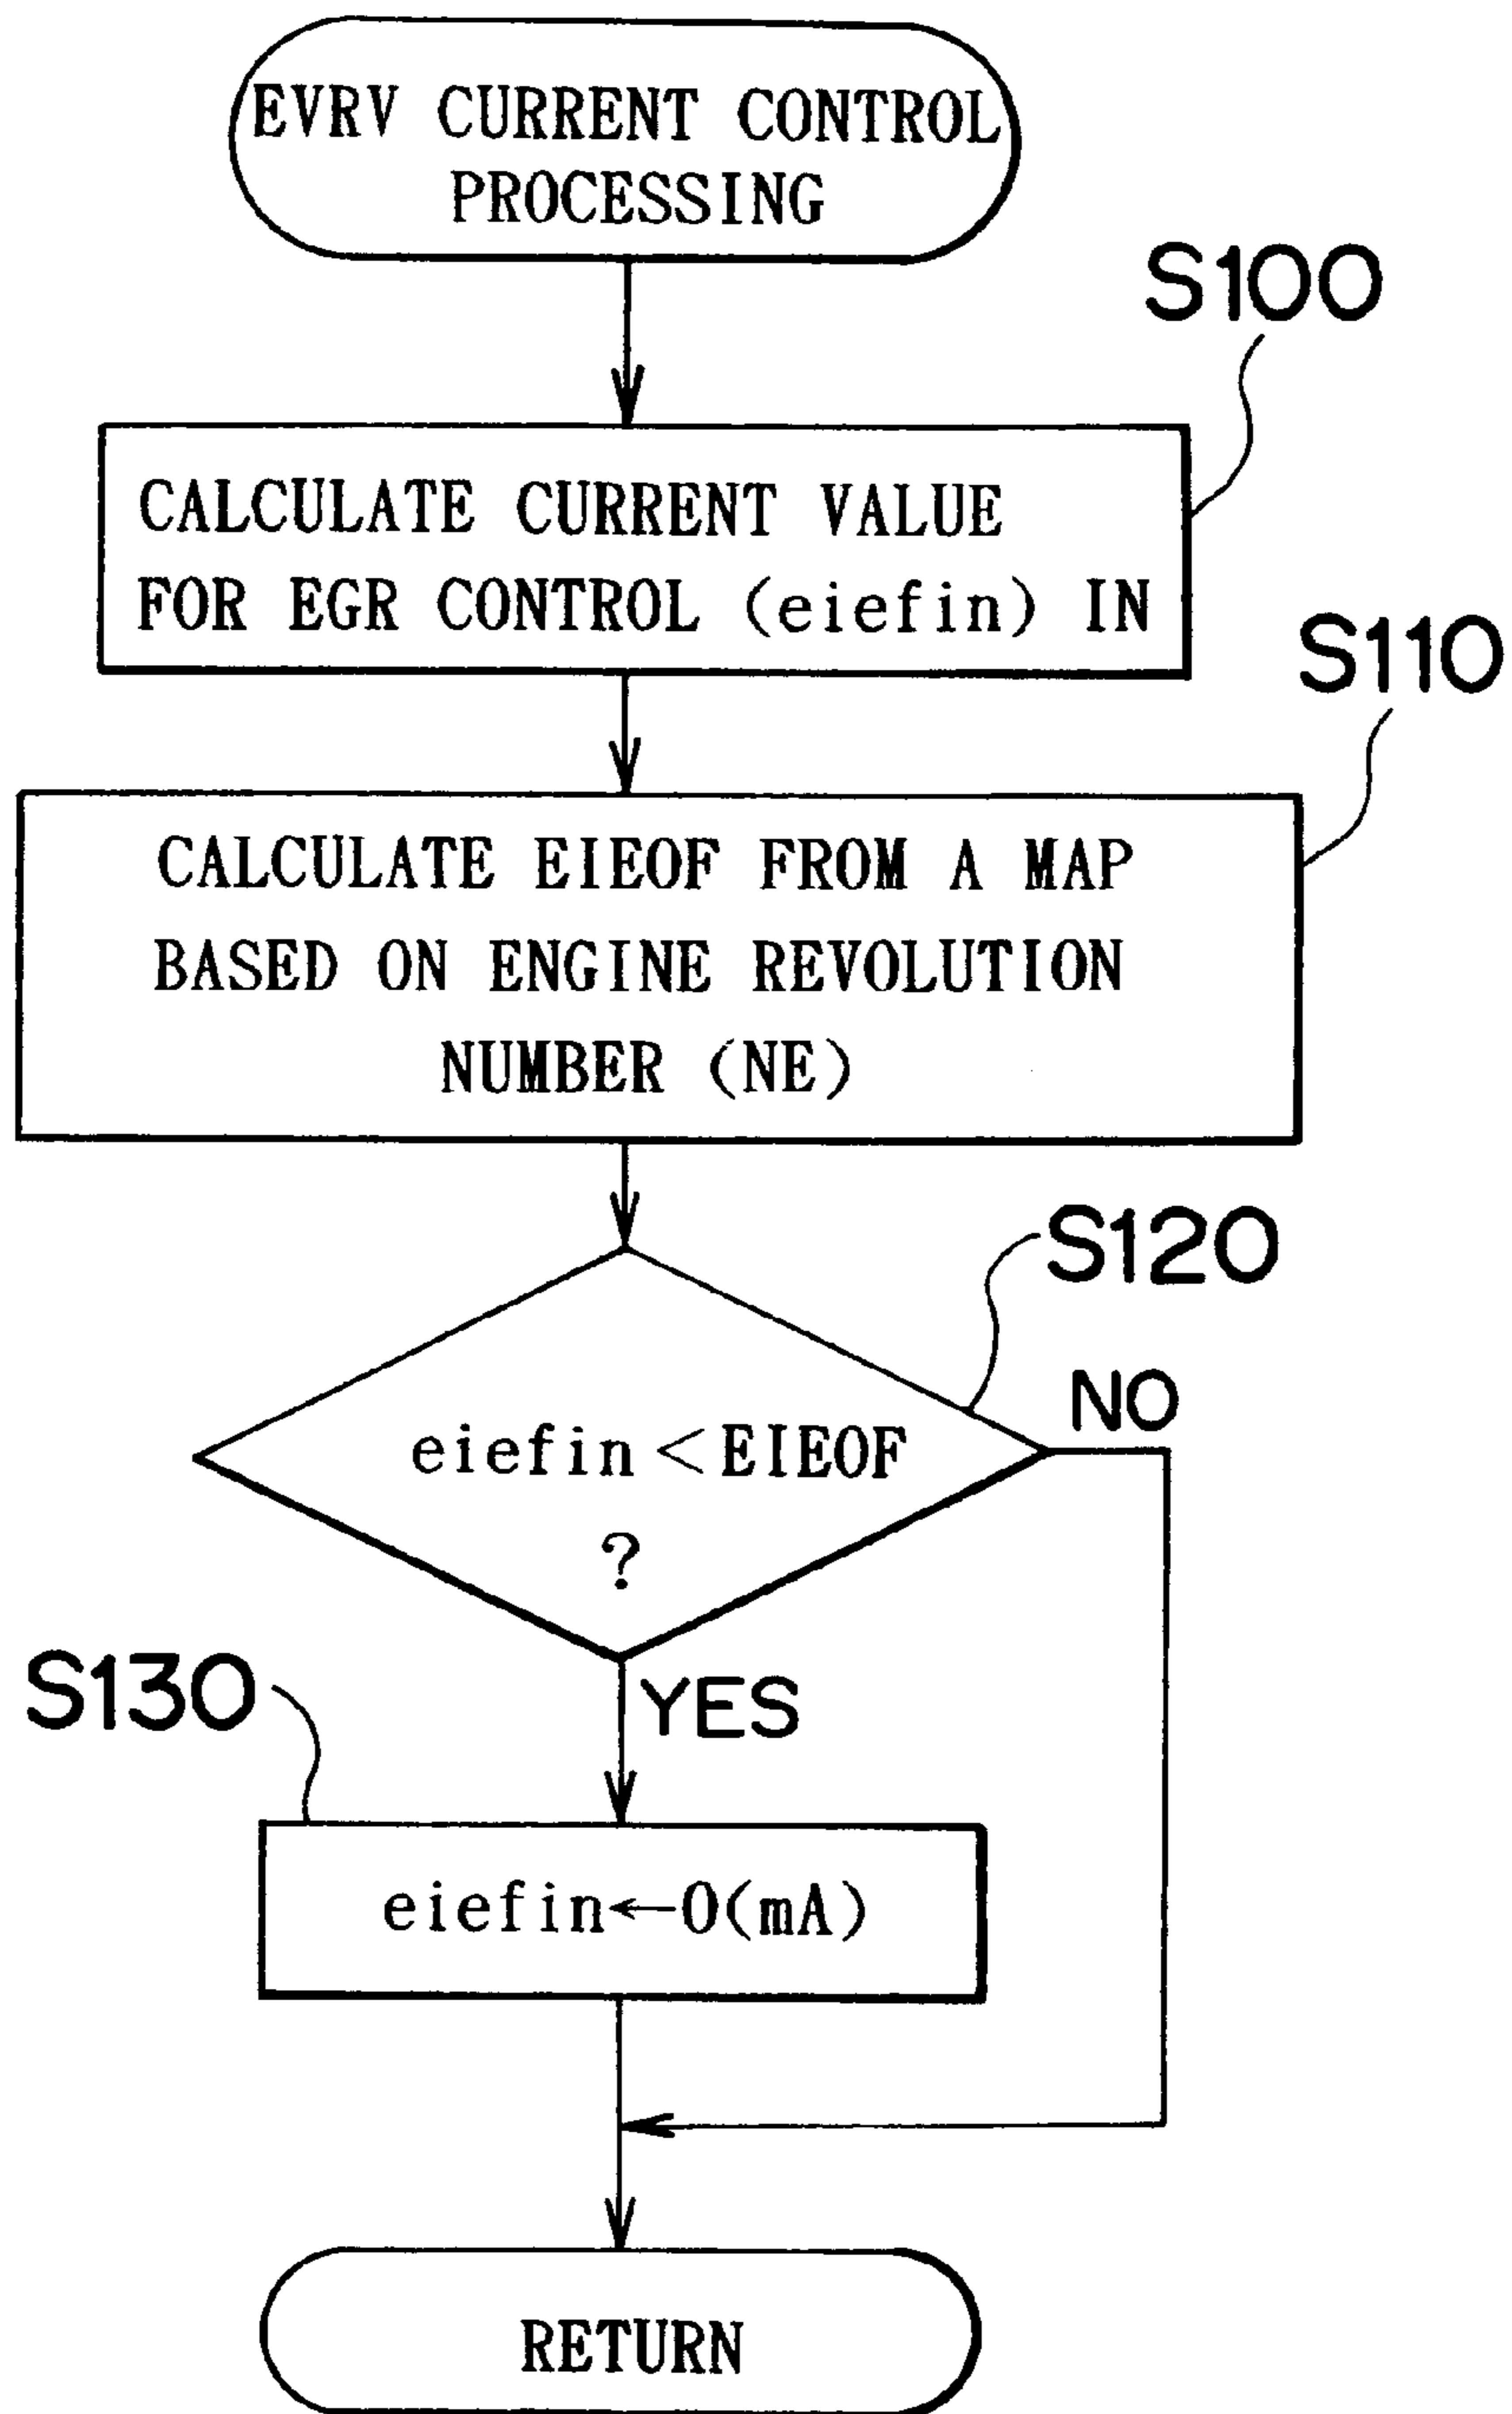 EVRV CURRENT CONTROL
PROCESSING
S100
CALCULATE CURRENT VALUE
FOR EGR CONTROL (eiefin) IN
S110
CALCULATE EIEOF FROM A MAP
BASED ON ENGINE REVOLUTION
NUMBER (NE)
S120
eiefin < EIEOF
?
NO
YES
S130
eiefin←0(mA)
RETURN